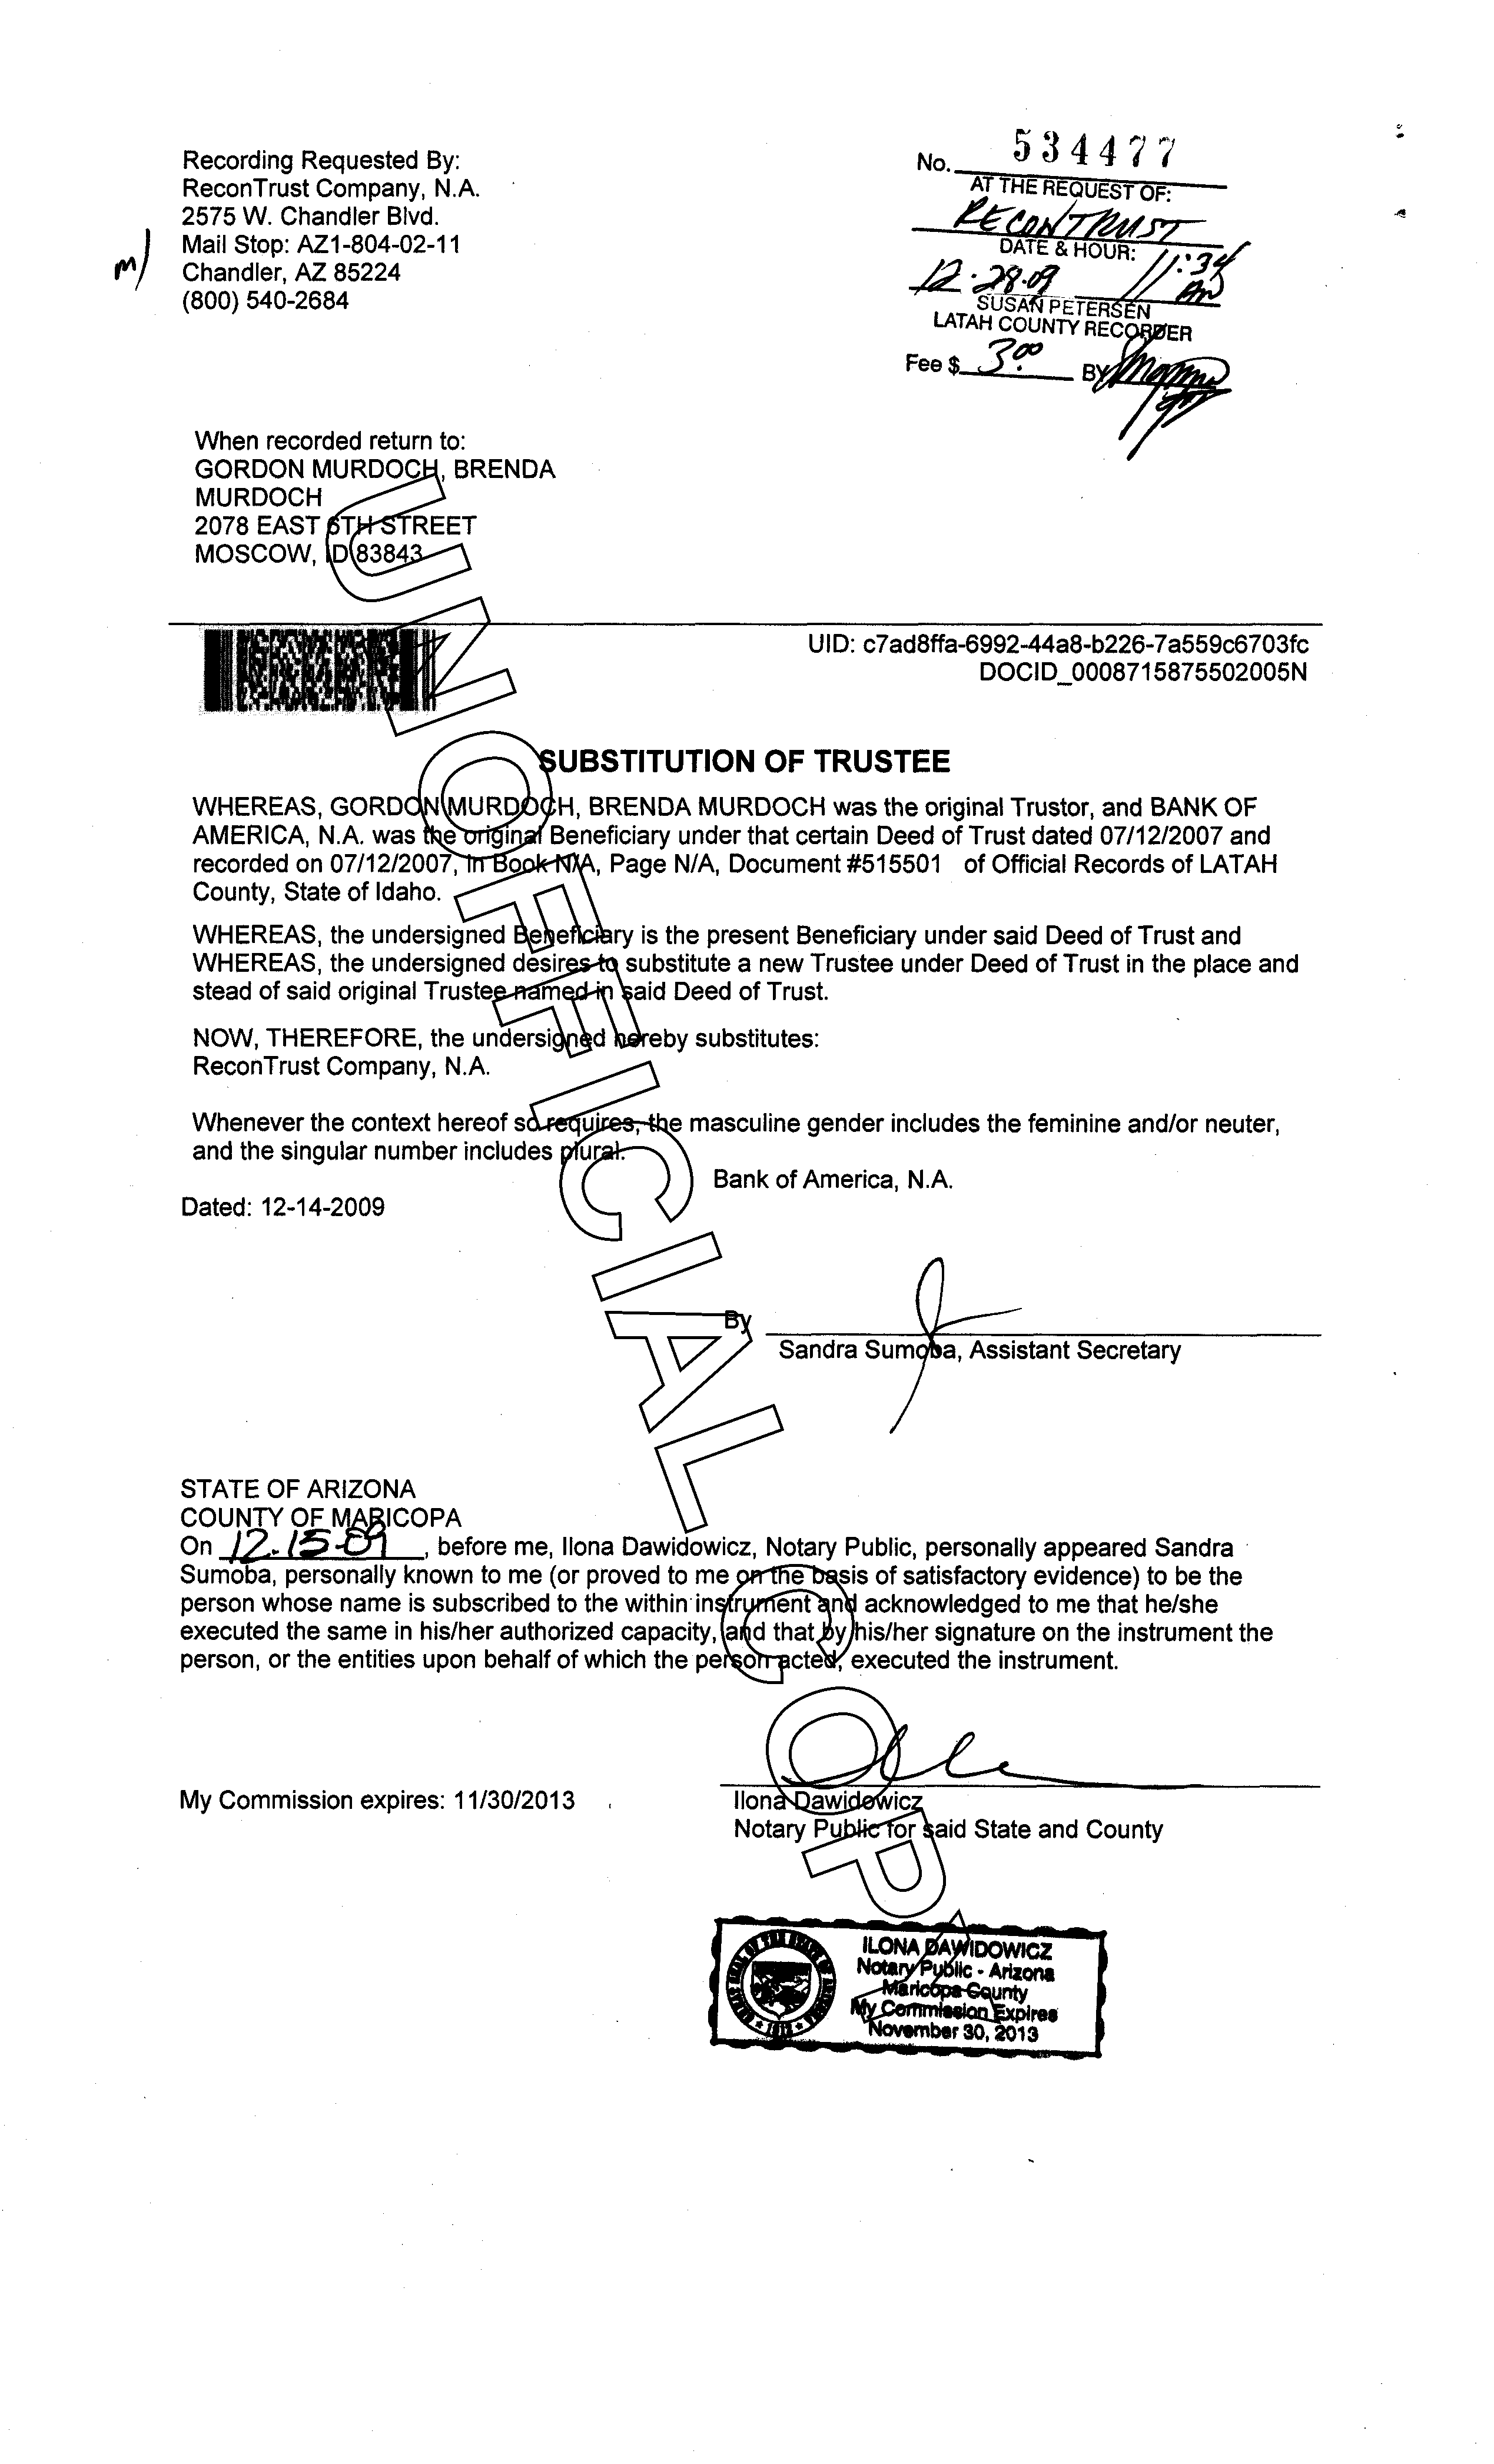 Recording Requested By:
ReconTrust Company, N.A.
2575 W. Chandler Blvd.
Mail Stop: AZ1-804-02-11
Chandler, AZ 85224
(800) 540-2684
m/
No. 534477
AT THE REQUEST OF:
RECONTRUST
DATE & HOUR:
12.28.09 11:34 AM
SUSAN PETERSEN
LATAH COUNTY RECORDER
Fee $ 3.00 BY
When recorded return to:
GORDON MURDOCH, BRENDA
MURDOCH
2078 EAST 6TH STREET
MOSCOW, ID 83843
UID: c7ad8ffa-6992-44a8-b226-7a559c6703fc
DOCID_0008715875502005N
SUBSTITUTION OF TRUSTEE
WHEREAS, GORDON MURDOCH, BRENDA MURDOCH was the original Trustor, and BANK OF
AMERICA, N.A. was the original Beneficiary under that certain Deed of Trust dated 07/12/2007 and
recorded on 07/12/2007, in Book N/A, Page N/A, Document #515501 of Official Records of LATAH
County, State of Idaho.
WHEREAS, the undersigned Beneficiary is the present Beneficiary under said Deed of Trust and
WHEREAS, the undersigned desires to substitute a new Trustee under Deed of Trust in the place and
stead of said original Trustee named in said Deed of Trust.
NOW, THEREFORE, the undersigned hereby substitutes:
ReconTrust Company, N.A.
Whenever the context hereof so requires, the masculine gender includes the feminine and/or neuter,
and the singular number includes plural.
Bank of America, N.A.
Dated: 12-14-2009
By
Sandra Sumoba, Assistant Secretary
STATE OF ARIZONA
COUNTY OF MARICOPA
On 12.15-09, before me, Ilona Dawidowicz, Notary Public, personally appeared Sandra
Sumoba, personally known to me (or proved to me on the basis of satisfactory evidence) to be the
person whose name is subscribed to the within instrument and acknowledged to me that he/she
executed the same in his/her authorized capacity, and that by his/her signature on the instrument the
person, or the entities upon behalf of which the person acted, executed the instrument.
My Commission expires: 11/30/2013
Ilona Dawidowicz
Notary Public for said State and County
ILONA DAWIDOWICZ
Notary Public - Arizona
Maricopa County
My Commission Expires
November 30, 2013
UNOFFICIAL COPY